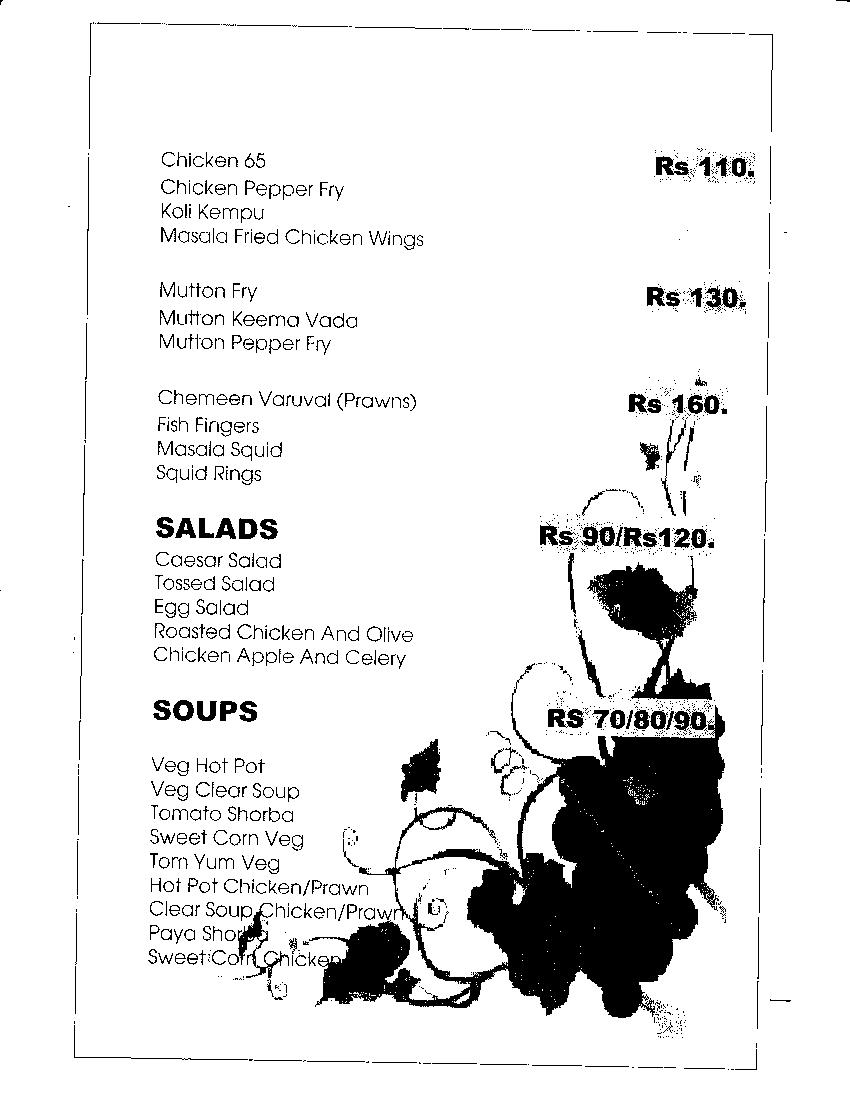 Chicken 65 Rs 110.
Chicken Pepper Fry
Koli Kempu
Masala Fried Chicken Wings
Mutton Fry Rs 130.
Mutton Keema Vada
Mutton Pepper Fry
Chemeen Varuval (Prawns) Rs 160.
Fish Fingers
Masala Squid
Squid Rings
SALADS Rs 90/Rs120.
Caesar Salad
Tossed Salad
Egg Salad
Roasted Chicken And Olive
Chicken Apple And Celery
SOUPS RS 70/80/90.
Veg Hot Pot
Veg Clear Soup
Tomato Shorba
Sweet Corn Veg
Tom Yum Veg
Hot Pot Chicken/Prawn
Clear Soup Chicken/Prawn
Paya Shorba
Sweet Corn Chicken